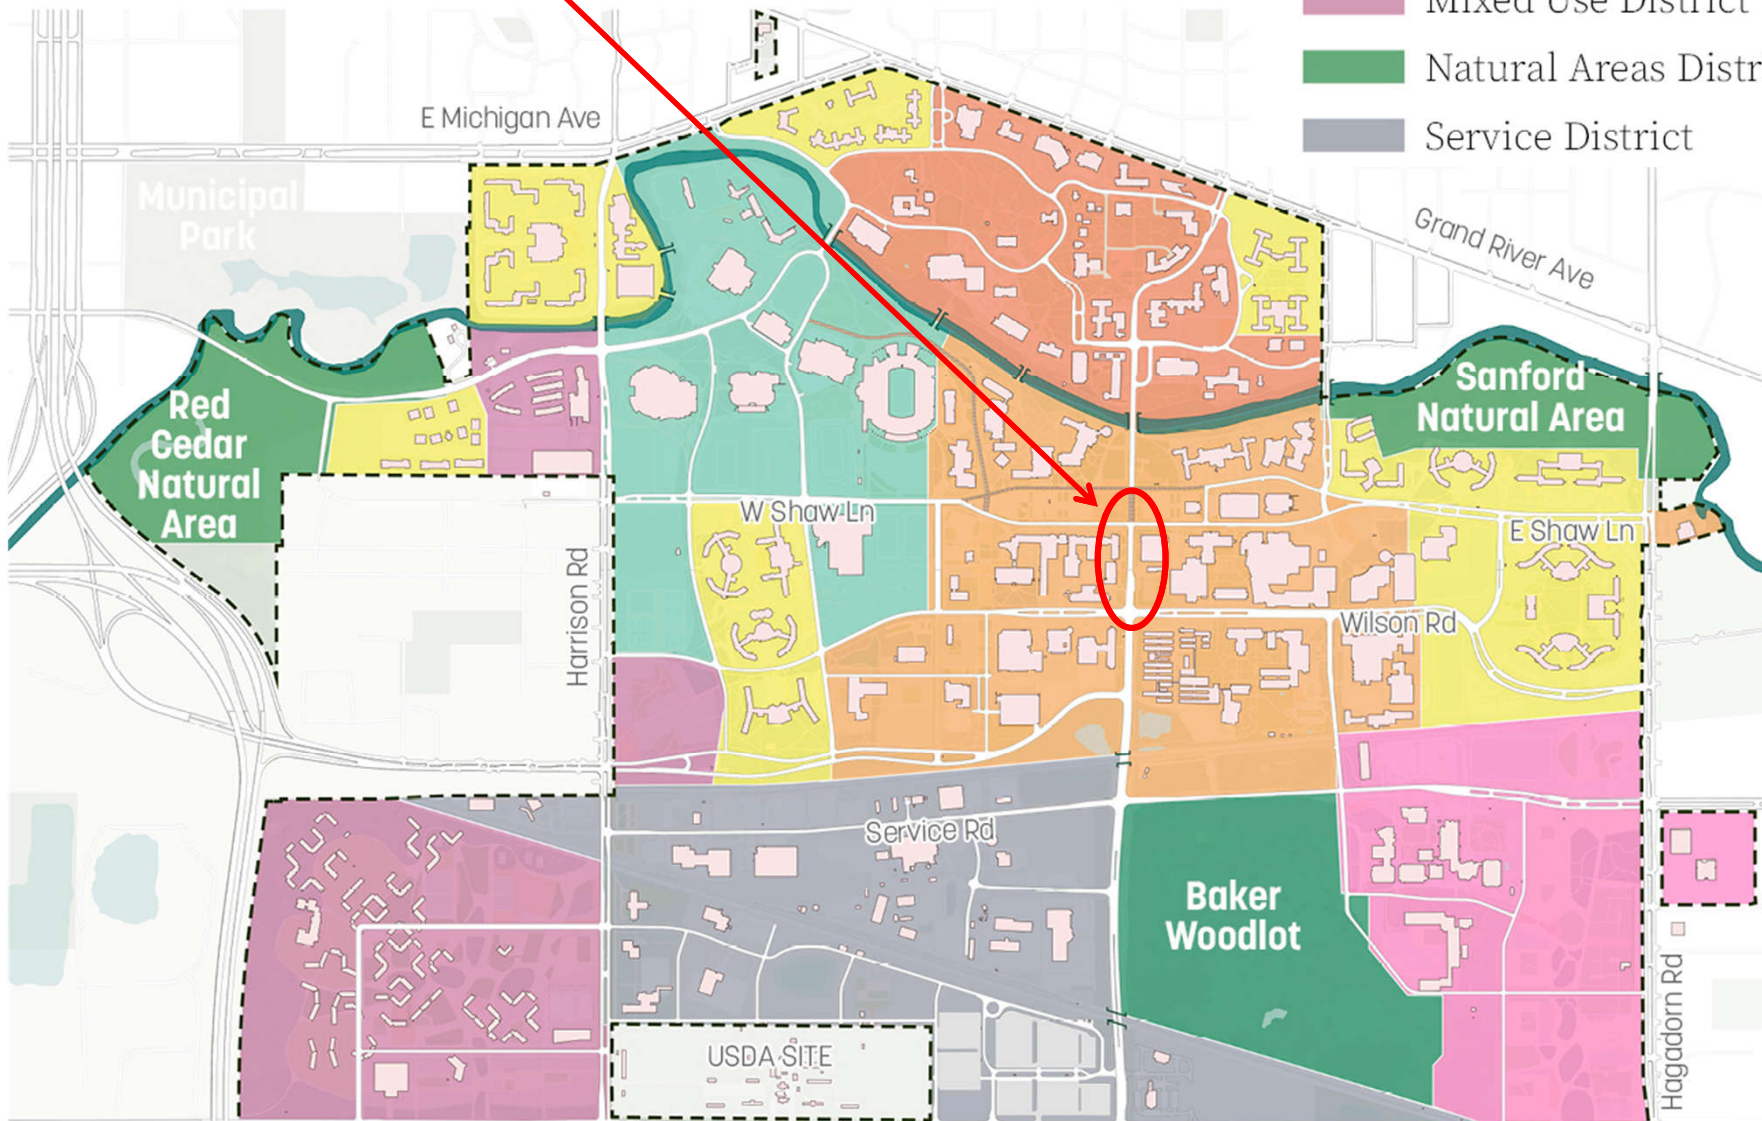 Mixed Use District
Natural Areas Distr
Service District
E Michigan Ave
Municipal
Park
Grand River Ave
Red
Cedar
Natural
Area
Sanford
Natural Area
W Shaw Ln
E Shaw Ln
Harrison Rd
Wilson Rd
Service Rd
Baker
Woodlot
Hagadorn Rd
USDA SITE